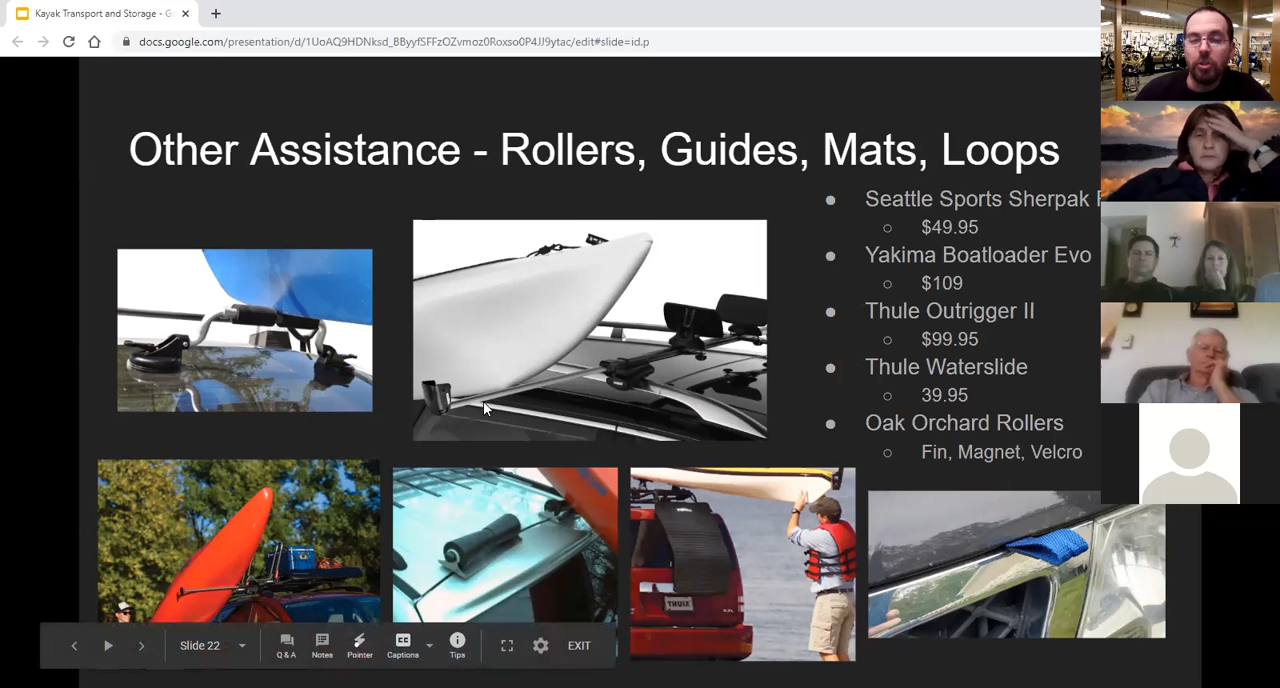 Kayak Transport and Storage - G
docs.google.com/presentation/d/1UoAQ9HDNksd_BByyfSFFzOZvmoz0Roxso0P4JJ9ytac/edit#slide=id.p
Other Assistance - Rollers, Guides, Mats, Loops
Seattle Sports Sherpak
$49.95
Yakima Boatloader Evo
$109
Thule Outrigger II
$99.95
Thule Waterslide
39.95
Oak Orchard Rollers
Fin, Magnet, Velcro
THULE
Slide 22
Q & A
Notes
Pointer
CC
Captions
Tips
EXIT